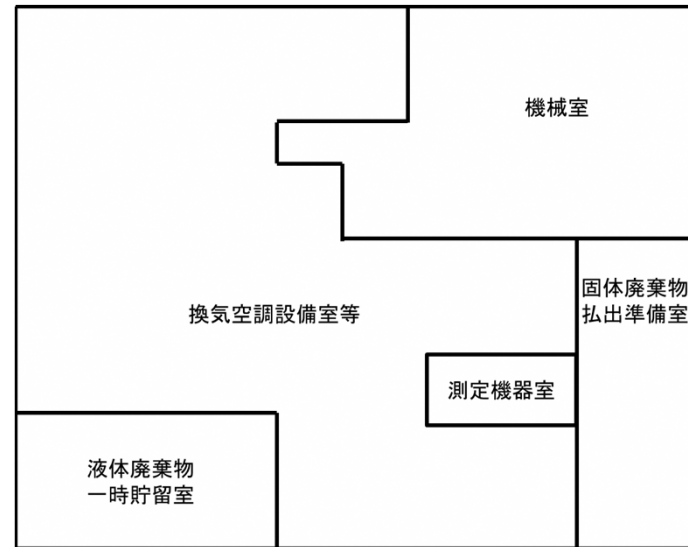 機械室
固体廃棄物
払出準備室
換気空調設備室等
測定機器室
液体廃棄物
一時貯留室